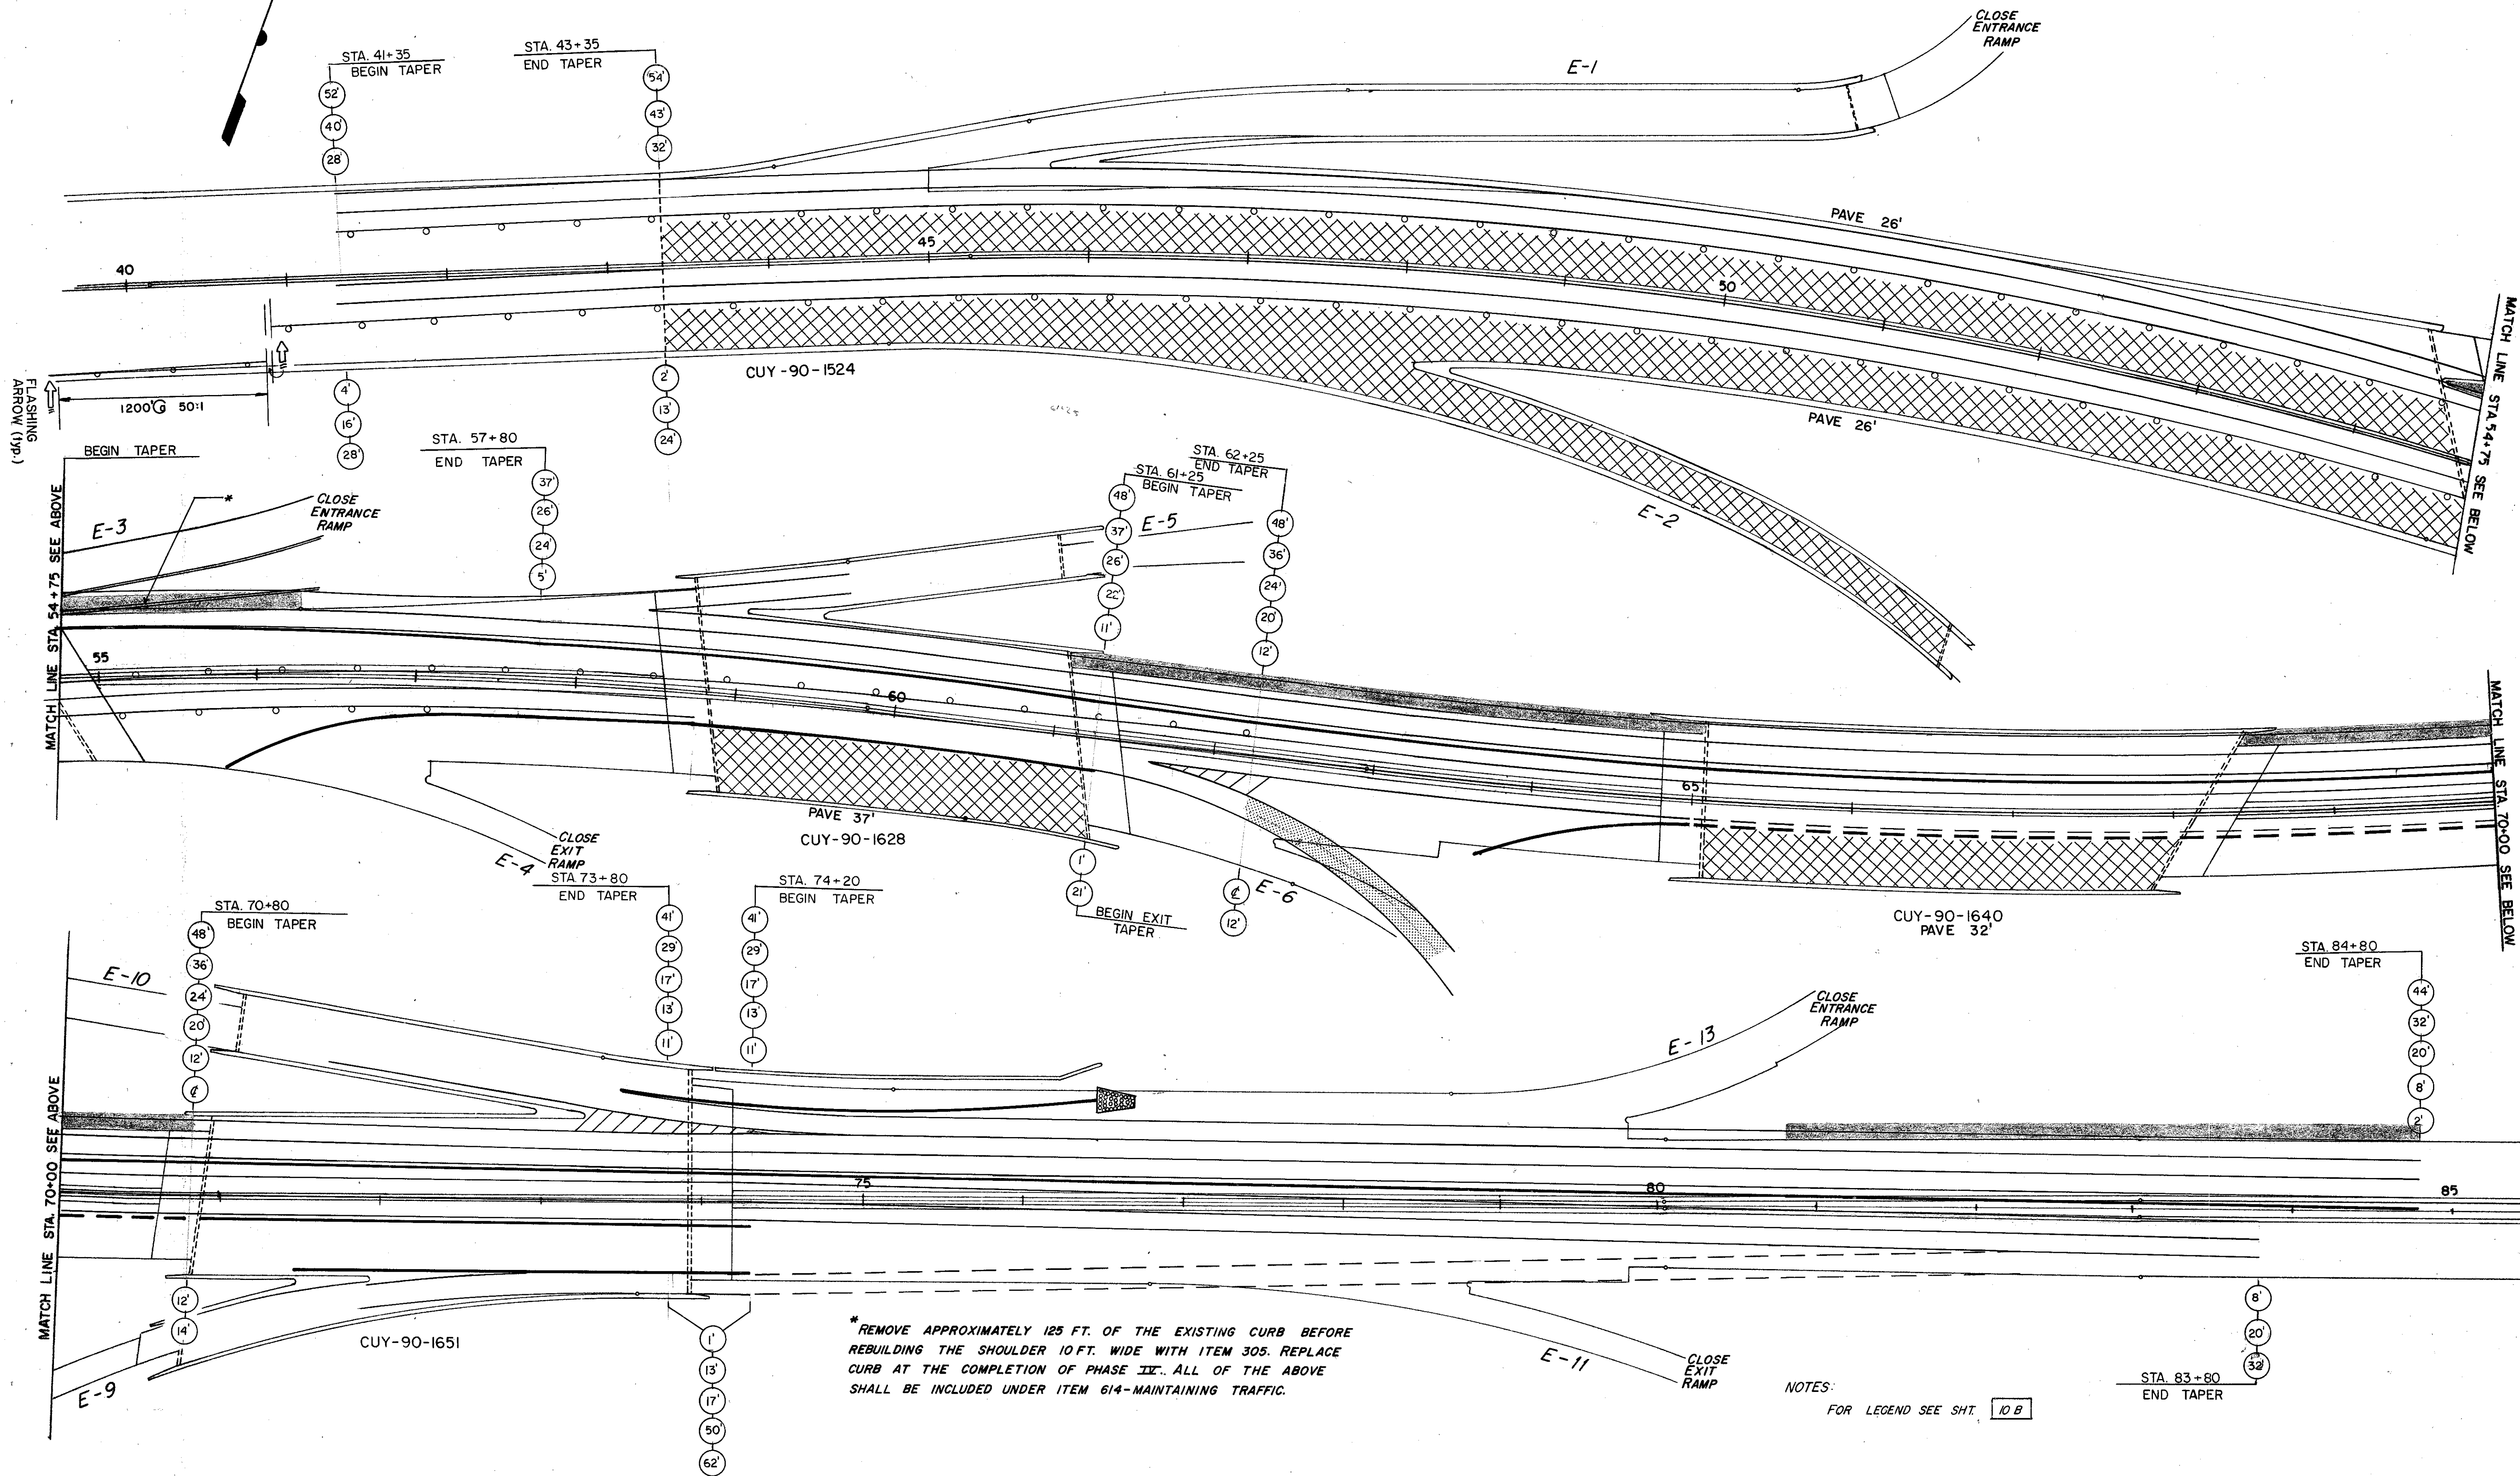 CLOSE
ENTRANCE
RAMP
STA. 41+35
BEGIN TAPER
STA. 43+35
END TAPER
52'
40'
28'
54'
43'
32'
E-1
PAVE 26'
40
45
50
CUY-90-1524
FLASHING
ARROW (typ.)
1200' @ 50:1
4'
16'
28'
2'
13'
24'
PAVE 26'
E-2
MATCH LINE STA. 54+75 SEE BELOW
BEGIN TAPER
MATCH LINE STA. 54+75 SEE ABOVE
*
E-3
CLOSE
ENTRANCE
RAMP
STA. 57+80
END TAPER
37'
26'
24'
5'
STA. 61+25
BEGIN TAPER
48'
37'
26'
22'
11'
E-5
STA. 62+25
END TAPER
48'
36'
24'
20'
12'
55
60
65
PAVE 37'
CUY-90-1628
CLOSE
EXIT
RAMP
E-4
1'
21'
BEGIN EXIT
TAPER
₵
12'
E-6
CUY-90-1640
PAVE 32'
MATCH LINE STA. 70+00 SEE BELOW
MATCH LINE STA. 70+00 SEE ABOVE
STA. 70+80
BEGIN TAPER
48'
36'
24'
20'
12'
₵
E-10
STA 73+80
END TAPER
41'
29'
17'
13'
11'
STA. 74+20
BEGIN TAPER
41'
29'
17'
13'
11'
E-13
CLOSE
ENTRANCE
RAMP
STA. 84+80
END TAPER
44'
32'
20'
8'
2'
75
80
85
12'
14'
E-9
CUY-90-1651
1'
13'
17'
50'
62'
*REMOVE APPROXIMATELY 125 FT. OF THE EXISTING CURB BEFORE
REBUILDING THE SHOULDER 10 FT. WIDE WITH ITEM 305. REPLACE
CURB AT THE COMPLETION OF PHASE IV. ALL OF THE ABOVE
SHALL BE INCLUDED UNDER ITEM 614-MAINTAINING TRAFFIC.
E-11
CLOSE
EXIT
RAMP
8'
20'
32'
STA. 83+80
END TAPER
NOTES:
FOR LEGEND SEE SHT. 10 B